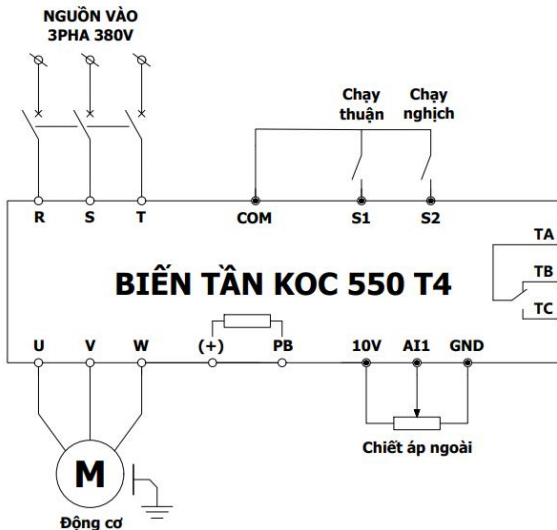 NGUỒN VÀO
3PHA 380V
Chạy
thuận
Chạy
nghịch
R
S
T
COM
S1
S2
TA
TB
TC
BIẾN TẦN KOC 550 T4
U
V
W
(+)
PB
10V
AI1
GND
Chiết áp ngoài
M
Động cơ